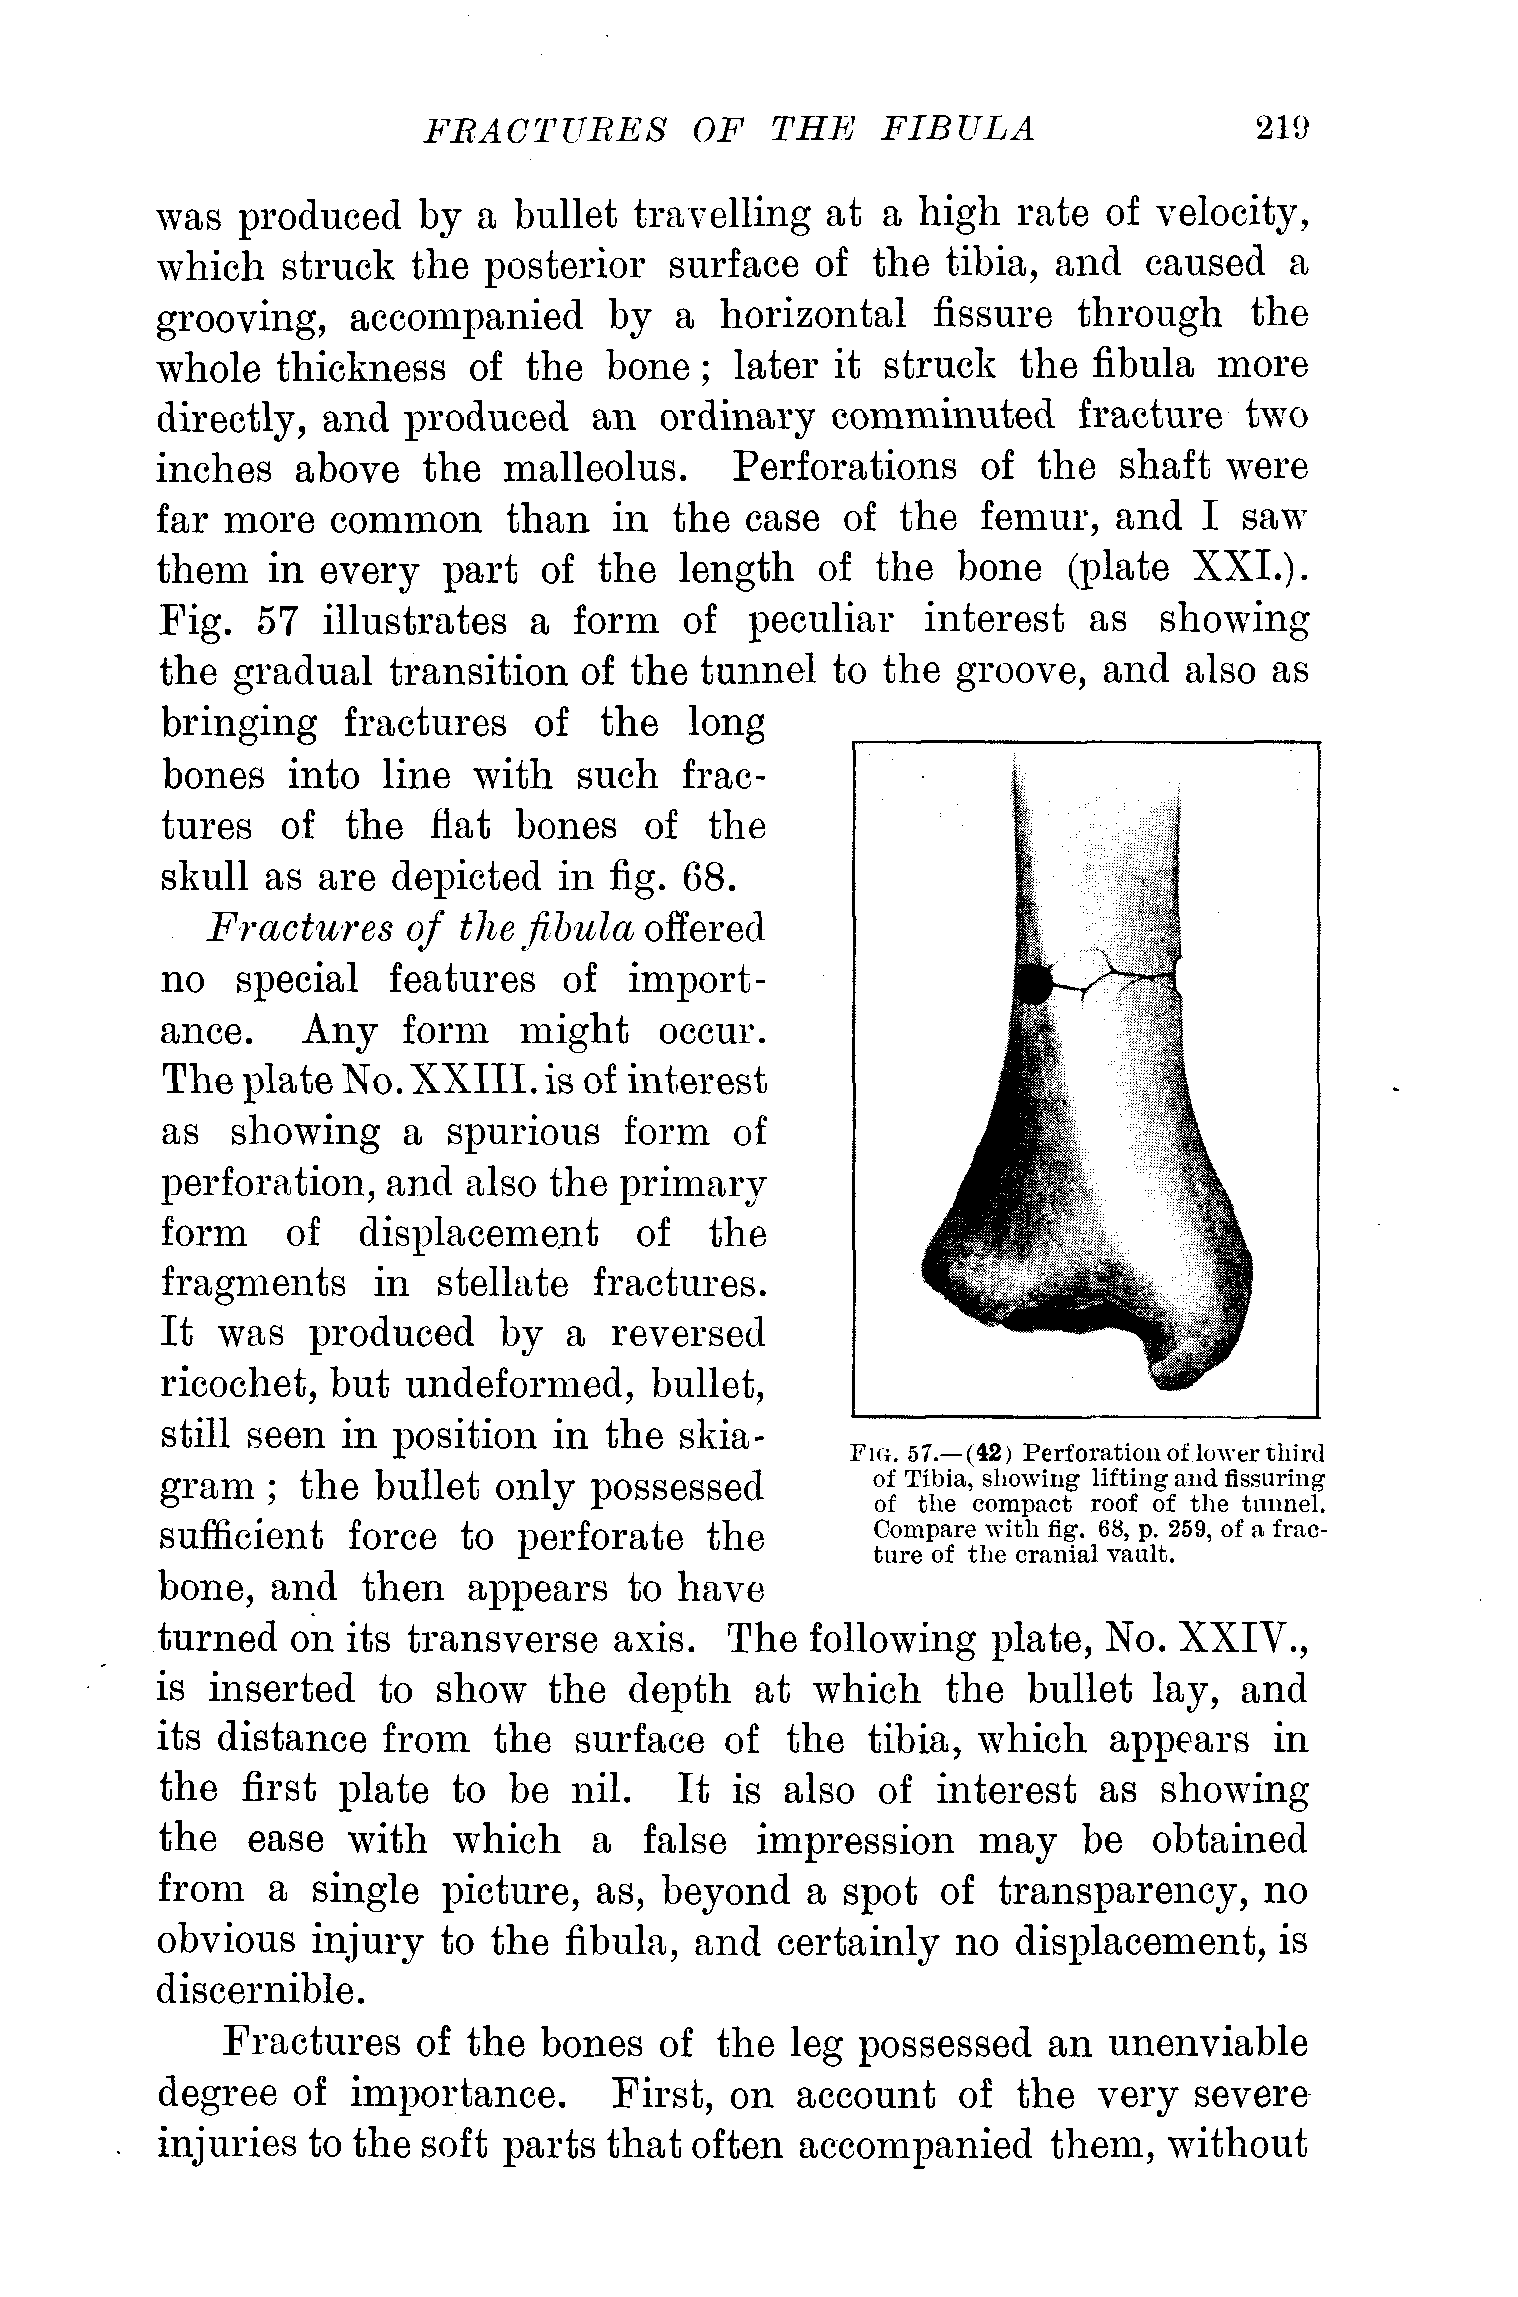 FRACTURES OF THE FIBULA 219
was produced by a bullet travelling at a high rate of velocity,
which struck the posterior surface of the tibia, and caused a
grooving, accompanied by a horizontal fissure through the
whole thickness of the bone; later it struck the fibula more
directly, and produced an ordinary comminuted fracture two
inches above the malleolus. Perforations of the shaft were
far more common than in the case of the femur, and I saw
them in every part of the length of the bone (plate XXI.).
Fig. 57 illustrates a form of peculiar interest as showing
the gradual transition of the tunnel to the groove, and also as
bringing fractures of the long
bones into line with such frac-
tures of the flat bones of the
skull as are depicted in fig. 68.
Fractures of the fibula offered
no special features of import-
ance. Any form might occur.
The plate No. XXIII. is of interest
as showing a spurious form of
perforation, and also the primary
form of displacement of the
fragments in stellate fractures.
It was produced by a reversed
ricochet, but undeformed, bullet,
still seen in position in the skia-
gram; the bullet only possessed
sufficient force to perforate the
bone, and then appears to have
FIG. 57.—(42) Perforation of lower third
of Tibia, showing lifting and fissuring
of the compact roof of the tunnel.
Compare with fig. 68, p. 259, of a frac-
ture of the cranial vault.
turned on its transverse axis. The following plate, No. XXIV.,
is inserted to show the depth at which the bullet lay, and
its distance from the surface of the tibia, which appears in
the first plate to be nil. It is also of interest as showing
the ease with which a false impression may be obtained
from a single picture, as, beyond a spot of transparency, no
obvious injury to the fibula, and certainly no displacement, is
discernible.
Fractures of the bones of the leg possessed an unenviable
degree of importance. First, on account of the very severe
injuries to the soft parts that often accompanied them, without